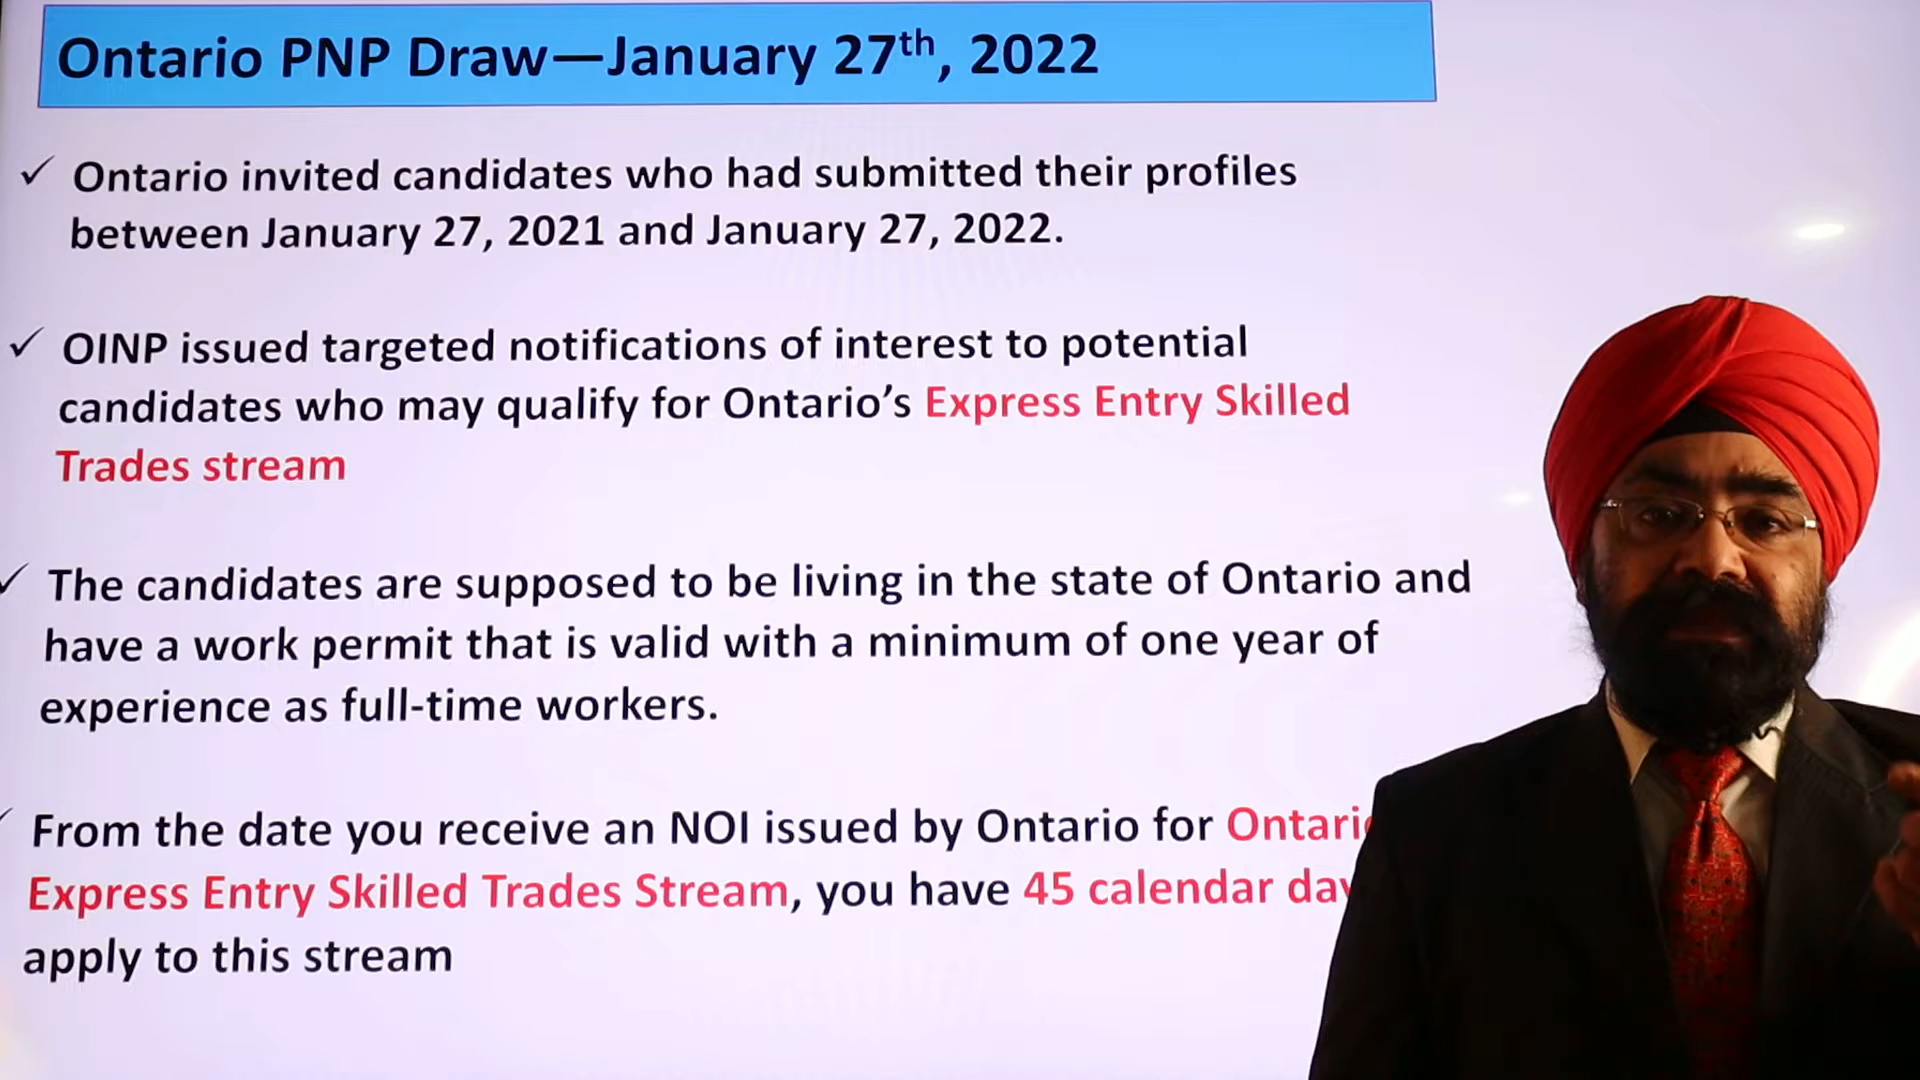 Ontario PNP Draw—January 27th, 2022
✓ Ontario invited candidates who had submitted their profiles
between January 27, 2021 and January 27, 2022.
✓ OINP issued targeted notifications of interest to potential
candidates who may qualify for Ontario’s Express Entry Skilled
Trades stream
✓ The candidates are supposed to be living in the state of Ontario and
have a work permit that is valid with a minimum of one year of
experience as full-time workers.
✓ From the date you receive an NOI issued by Ontario for
Express Entry Skilled Trades Stream, you have 45 calendar
apply to this stream